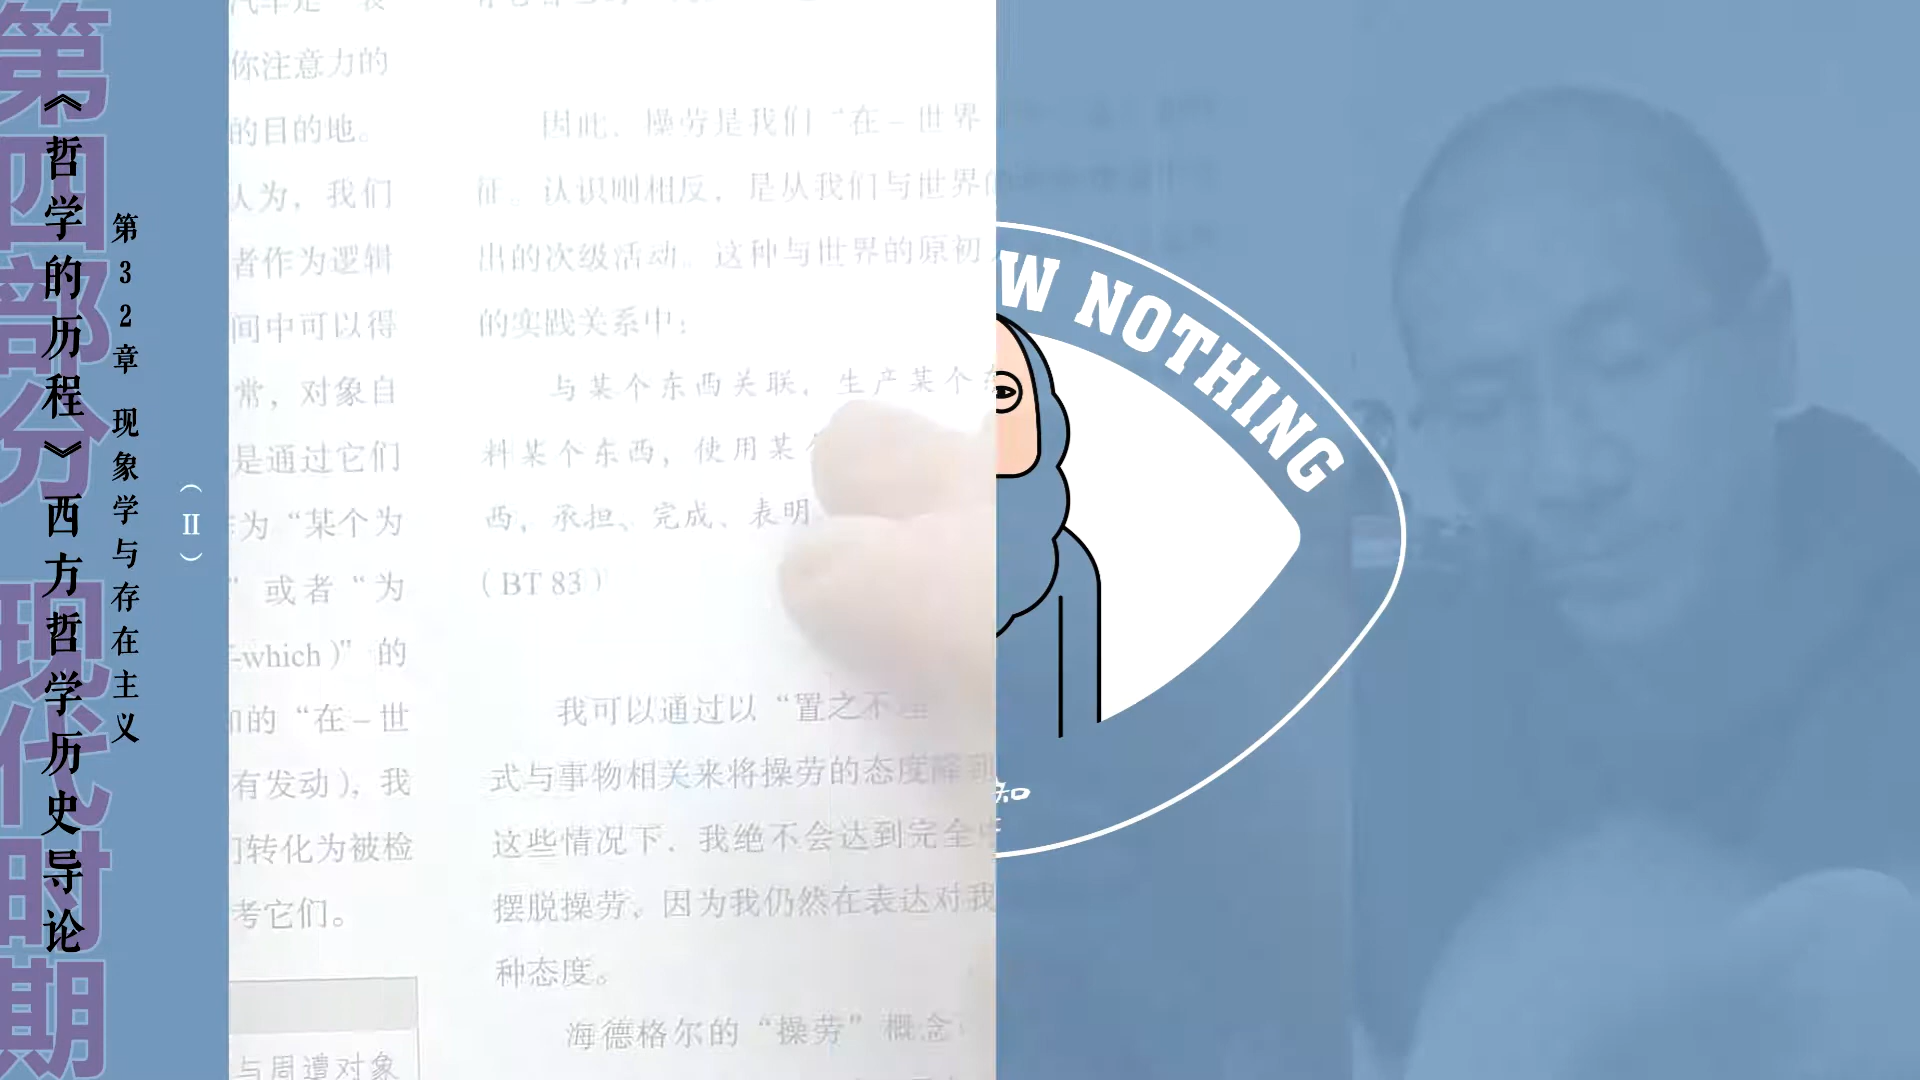 第四部分 现代时期
《哲学的历程》西方哲学历史导论
第32章 现象学与存在主义
（II）
你注意力的
的目的地。
认为，我们
者作为逻辑
间中可以得
常，对象自
是通过它们
为“某个为
”或者“为
-which)”的
的“在–世
有发动），我
转化为被检
考它们。
与周遭对象
因此，操劳是我们“在–世界
征。认识则相反，是从我们与世界的
出的次级活动。这种与世界的原初
的实践关系中：
与某个东西关联，生产某个
料某个东西，使用某
西，承担、完成、表明
（BT 83）
我可以通过以“置之不理
式与事物相关来将操劳的态度降到
这些情况下，我绝不会达到完全
摆脱操劳，因为我仍然在表达对我
种态度。
海德格尔的“操劳”概念
W NOTHING
知